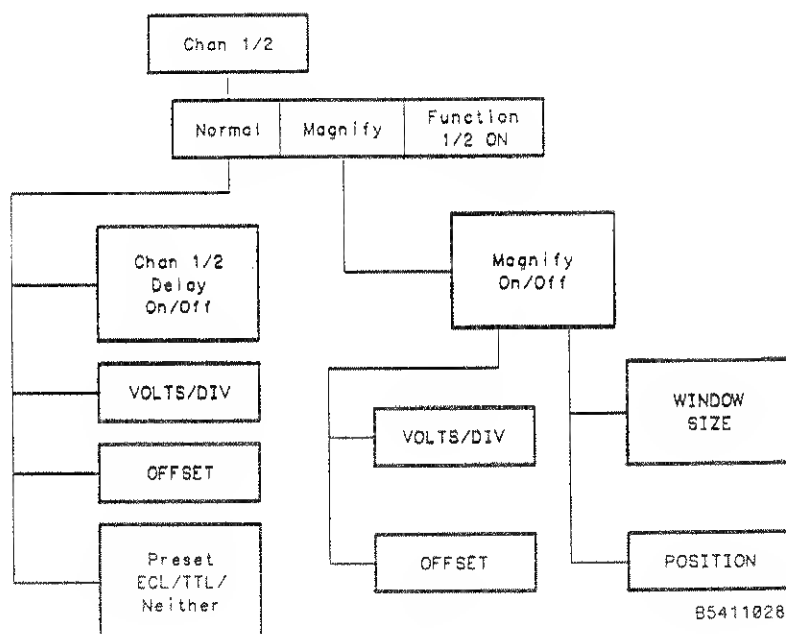 Chan 1/2
Normal
Magnify
Function
1/2 ON
Chan 1/2
Delay
On/Off
VOLTS/DIV
OFFSET
Preset
ECL/TTL/
Neither
Magnify
On/Off
VOLTS/DIV
OFFSET
WINDOW
SIZE
POSITION
B5411028